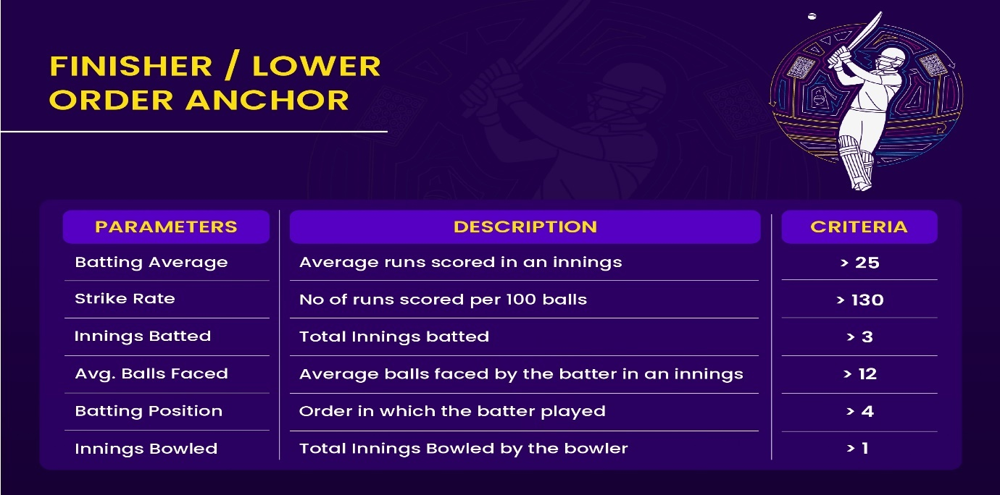 FINISHER / LOWER
ORDER ANCHOR
PARAMETERS DESCRIPTION CRITERIA
Batting Average Average runs scored in an innings > 25
Strike Rate No of runs scored per 100 balls > 130
Innings Batted Total Innings batted > 3
Avg. Balls Faced Average balls faced by the batter in an innings > 12
Batting Position Order in which the batter played > 4
Innings Bowled Total Innings Bowled by the bowler > 1